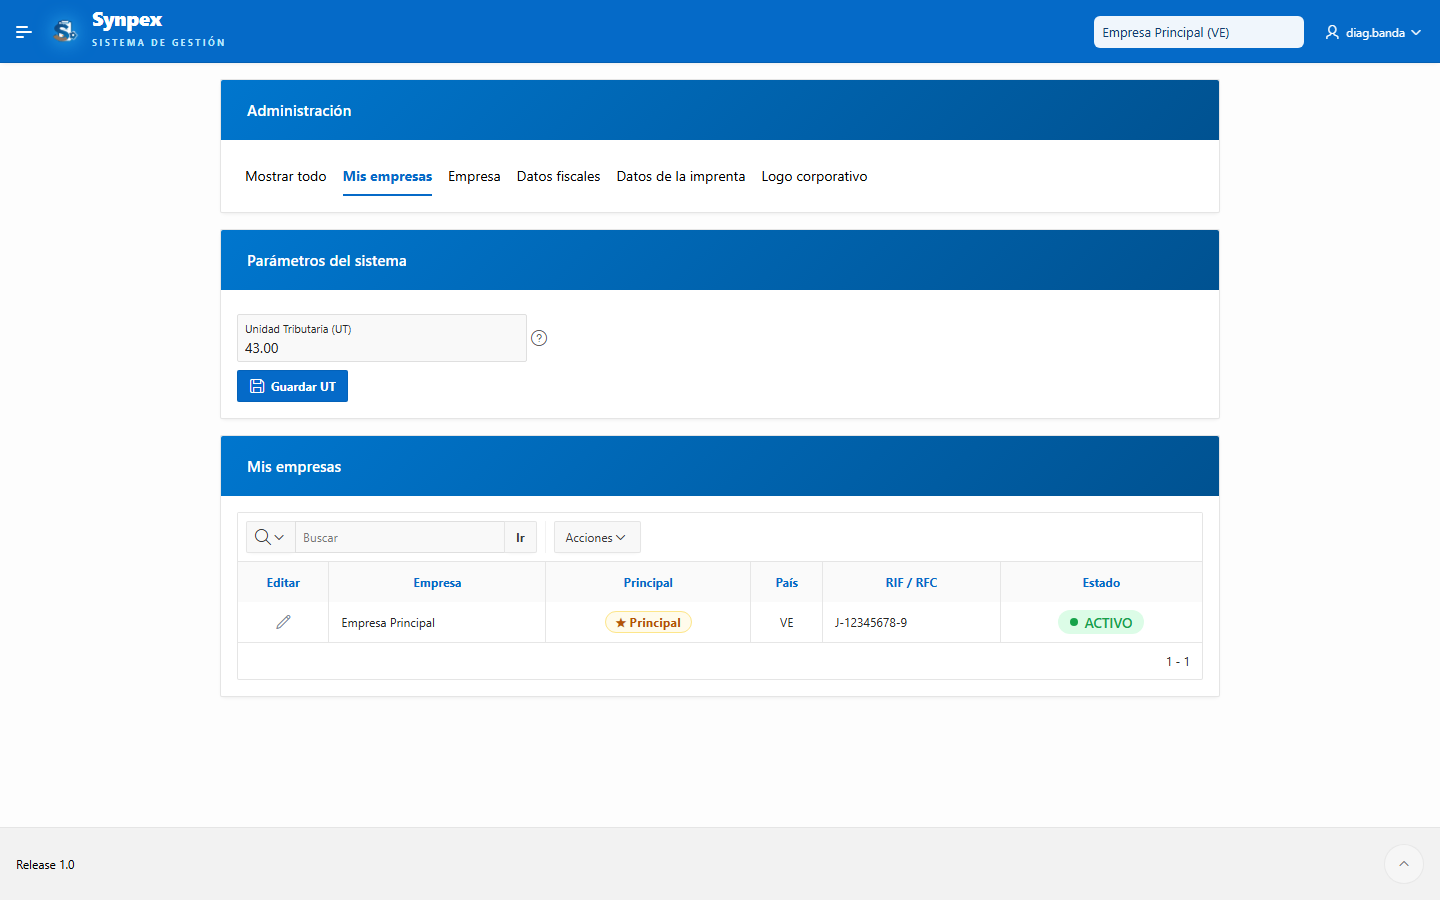 Synpex
SISTEMA DE GESTIÓN
Empresa Principal (VE)
diag.banda
Administración
Mostrar todo
Mis empresas
Empresa
Datos fiscales
Datos de la imprenta
Logo corporativo
Parámetros del sistema
Unidad Tributaria (UT)
43.00
?
Guardar UT
Mis empresas
Buscar
Ir
Acciones
Editar
Empresa
Principal
País
RIF / RFC
Estado
Empresa Principal
★ Principal
VE
J-12345678-9
● ACTIVO
1 - 1
Release 1.0